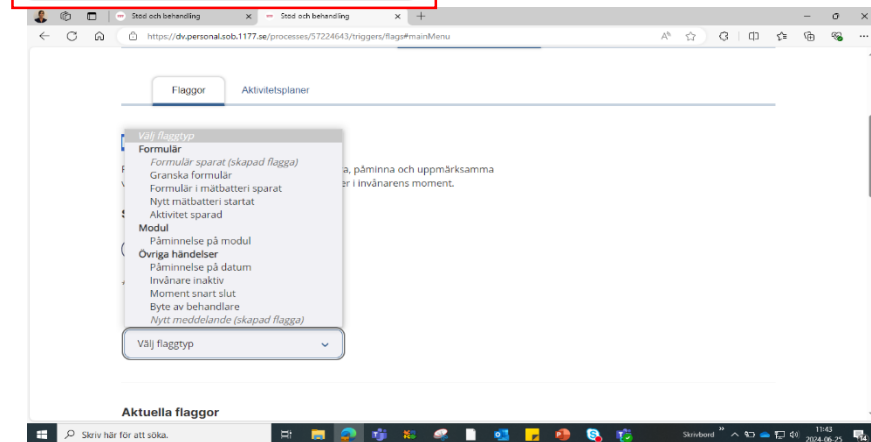 Stöd och behandling
Stöd och behandling
https://dv.personal.sob.1177.se/processes/57224643/triggers/flags#mainMenu
Flaggor
Aktivitetsplaner
Välj flaggtyp
Formulär
Formulär sparat (skapad flagga)
Granska formulär
Formulär i mätbatteri sparat
Nytt mätbatteri startat
Aktivitet sparad
Modul
Påminnelse på modul
Övriga händelser
Påminnelse på datum
Invånare inaktiv
Moment snart slut
Byte av behandlare
Nytt meddelande (skapad flagga)
påminna och uppmärksamma
er i invånarens moment.
Välj flaggtyp
Aktuella flaggor
Skriv här för att söka.
Skrivbord
11:43
2024-06-25